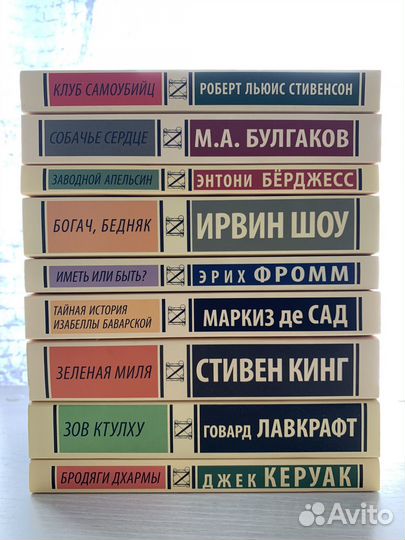 КЛУБ САМОУБИЙЦ РОБЕРТ ЛЬЮИС СТИВЕНСОН
СОБАЧЬЕ СЕРДЦЕ М.А. БУЛГАКОВ
ЗАВОДНОЙ АПЕЛЬСИН ЭНТОНИ БЁРДЖЕСС
БОГАЧ, БЕДНЯК ИРВИН ШОУ
ИМЕТЬ ИЛИ БЫТЬ? ЭРИХ ФРОММ
ТАЙНАЯ ИСТОРИЯ
ИЗАБЕЛЛЫ БАВАРСКОЙ
МАРКИЗ де САД
ЗЕЛЕНАЯ МИЛЯ СТИВЕН КИНГ
ЗОВ КТУЛХУ ГОВАРД ЛАВКРАФТ
БРОДЯГИ ДХАРМЫ ДЖЕК КЕРУАК
Avito